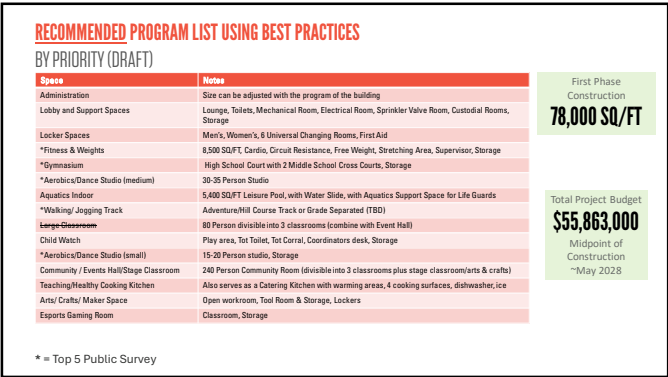 RECOMMENDED PROGRAM LIST USING BEST PRACTICES
BY PRIORITY (DRAFT)
Space Notes
Administration Size can be adjusted with the program of the building
Lobby and Support Spaces Lounge, Toilets, Mechanical Room, Electrical Room, Sprinkler Valve Room, Custodial Rooms,
Storage
Locker Spaces Men's, Women's, 6 Universal Changing Rooms, First Aid
*Fitness & Weights 8,500 SQ/FT, Cardio, Circuit Resistance, Free Weight, Stretching Area, Supervisor, Storage
*Gymnasium High School Court with 2 Middle School Cross Courts, Storage
*Aerobics/Dance Studio (medium) 30-35 Person Studio
Aquatics Indoor 5,400 SQ/FT Leisure Pool, with Water Slide, with Aquatics Support Space for Life Guards
*Walking/ Jogging Track Adventure/Hill Course Track or Grade Separated (TBD)
Large Classroom 80 Person divisible into 3 classrooms (combine with Event Hall)
Child Watch Play area, Tot Toilet, Tot Corral, Coordinators desk, Storage
*Aerobics/Dance Studio (small) 15-20 Person studio, Storage
Community / Events Hall/Stage Classroom 240 Person Community Room (divisible into 3 classrooms plus stage classroom/arts & crafts)
Teaching/Healthy Cooking Kitchen Also serves as a Catering Kitchen with warming areas, 4 cooking surfaces, dishwasher, ice
Arts/ Crafts/ Maker Space Open workroom, Tool Room & Storage, Lockers
Esports Gaming Room Classroom, Storage
* = Top 5 Public Survey
First Phase
Construction
78,000 SQ/FT
Total Project Budget
$55,863,000
Midpoint of
Construction
~May 2028